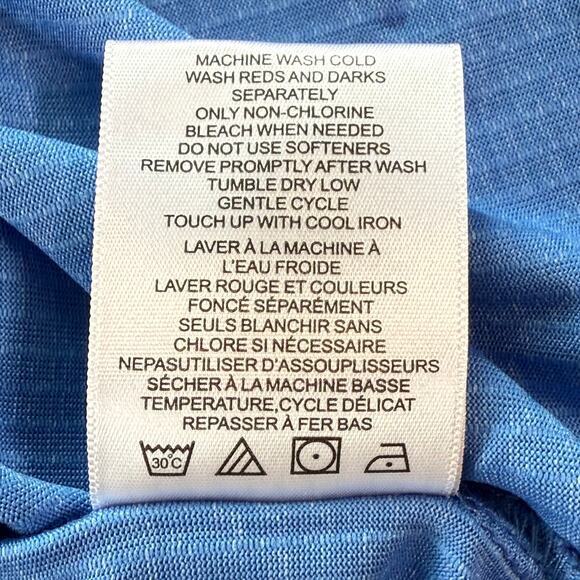 MACHINE WASH COLD
WASH REDS AND DARKS
SEPARATELY
ONLY NON-CHLORINE
BLEACH WHEN NEEDED
DO NOT USE SOFTENERS
REMOVE PROMPTLY AFTER WASH
TUMBLE DRY LOW
GENTLE CYCLE
TOUCH UP WITH COOL IRON
LAVER À LA MACHINE À
L'EAU FROIDE
LAVER ROUGE ET COULEURS
FONCÉ SÉPARÉMENT
SEULS BLANCHIR SANS
CHLORE SI NÉCESSAIRE
NEPASUTILISER D'ASSOUPLISSEURS
SÉCHER À LA MACHINE BASSE
TEMPERATURE,CYCLE DÉLICAT
REPASSER À FER BAS
30°C